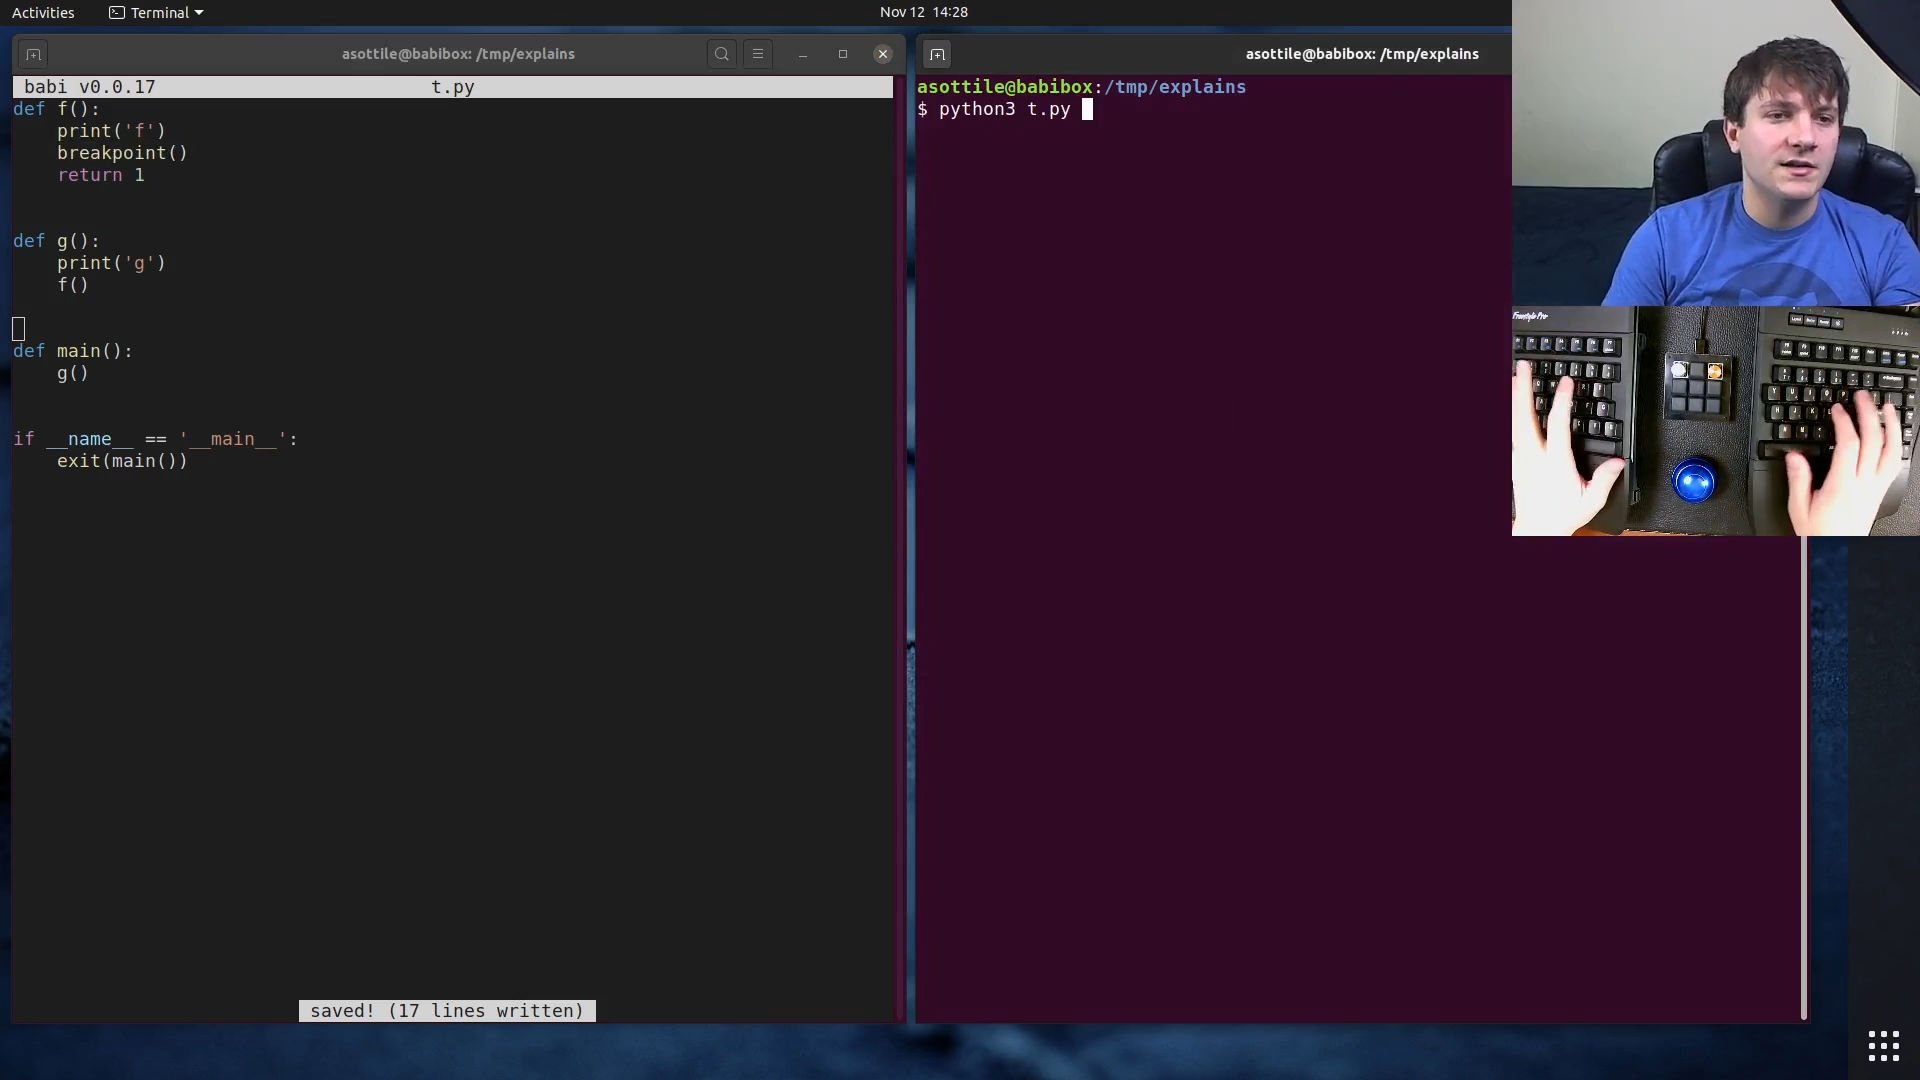 Activities
Terminal
Nov 12 14:28
asottile@babibox: /tmp/explains
babi v0.0.17 t.py
def f():
    print('f')
    breakpoint()
    return 1
def g():
    print('g')
    f()
def main():
    g()
if __name__ == '__main__':
    exit(main())
saved! (17 lines written)
asottile@babibox: /tmp/explains
asottile@babibox:/tmp/explains
$ python3 t.py
Freestyle Pro